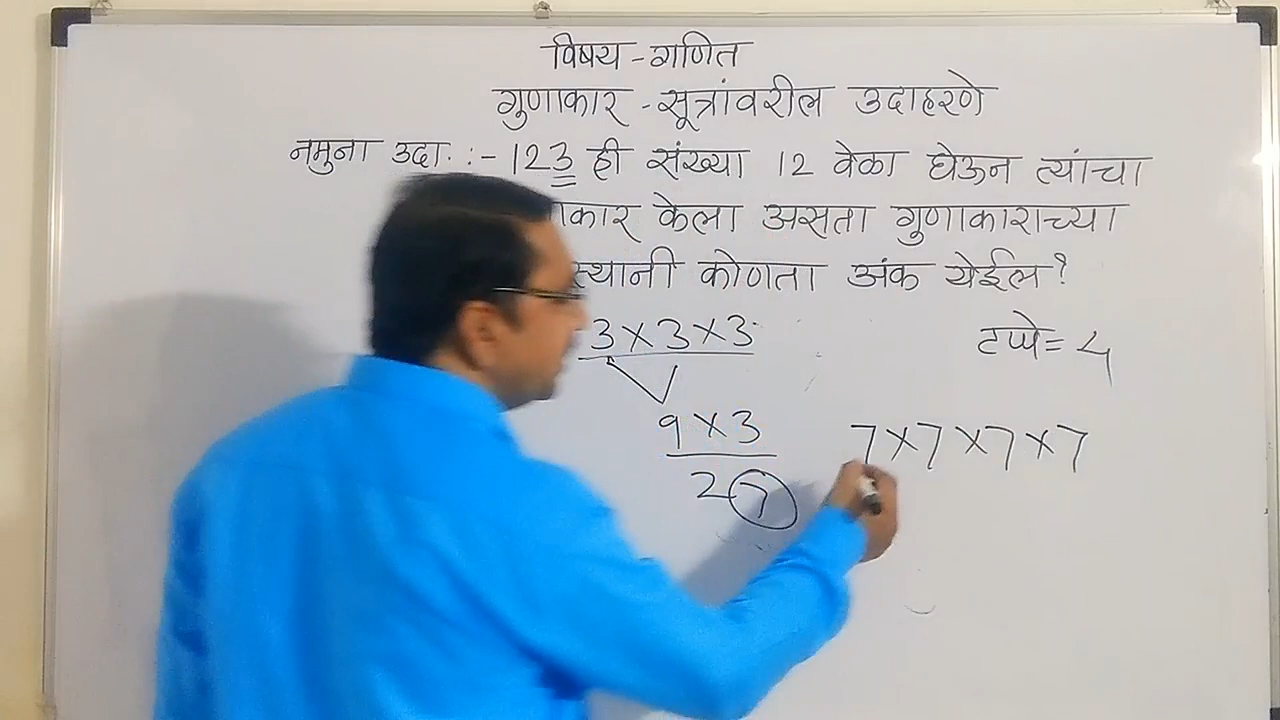 विषय - गणित
गुणाकार - सूत्रांवरील उदाहरणे
नमुना उदा. :- 123 ही संख्या 12 वेळा घेऊन त्यांचा
ाकार केला असता गुणाकाराच्या
स्थानी कोणता अंक येईल?
3 × 3 × 3
टप्पे = 4
9 × 3
7 × 7 × 7 × 7
27